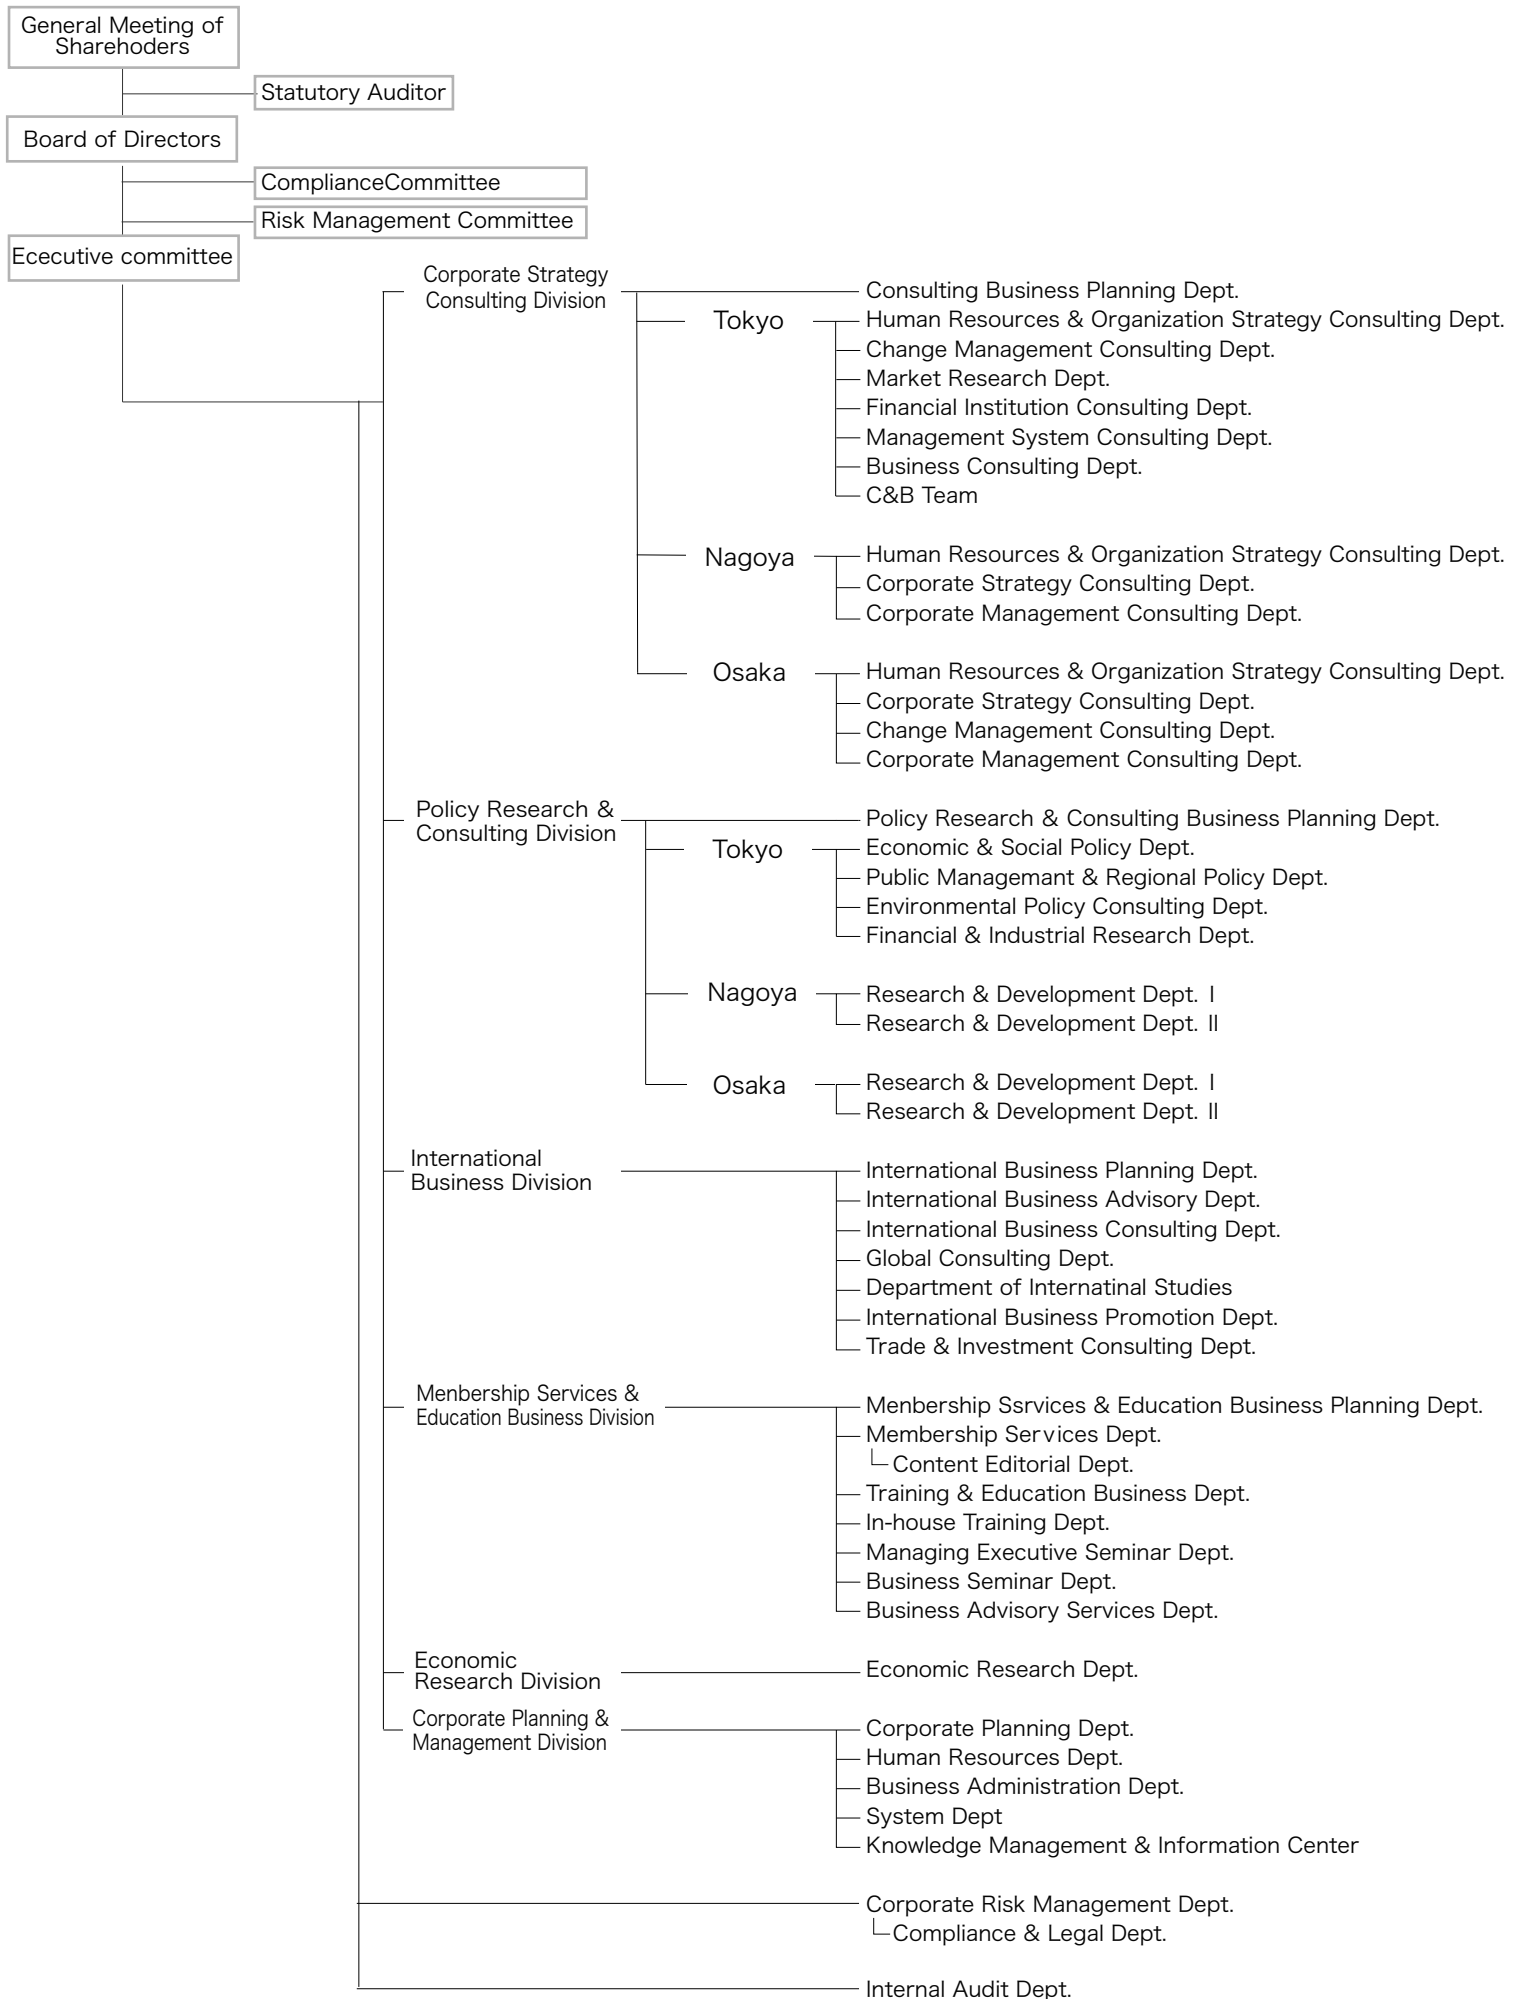 General Meeting of
Sharehoders
Statutory Auditor
Board of Directors
ComplianceCommittee
Risk Management Committee
Ececutive committee
Corporate Strategy
Consulting Division
Consulting Business Planning Dept.
Tokyo
Human Resources & Organization Strategy Consulting Dept.
Change Management Consulting Dept.
Market Research Dept.
Financial Institution Consulting Dept.
Management System Consulting Dept.
Business Consulting Dept.
C&B Team
Nagoya
Human Resources & Organization Strategy Consulting Dept.
Corporate Strategy Consulting Dept.
Corporate Management Consulting Dept.
Osaka
Human Resources & Organization Strategy Consulting Dept.
Corporate Strategy Consulting Dept.
Change Management Consulting Dept.
Corporate Management Consulting Dept.
Policy Research &
Consulting Division
Policy Research & Consulting Business Planning Dept.
Tokyo
Economic & Social Policy Dept.
Public Managemant & Regional Policy Dept.
Environmental Policy Consulting Dept.
Financial & Industrial Research Dept.
Nagoya
Research & Development Dept. I
Research & Development Dept. II
Osaka
Research & Development Dept. I
Research & Development Dept. II
International
Business Division
International Business Planning Dept.
International Business Advisory Dept.
International Business Consulting Dept.
Global Consulting Dept.
Department of Internatinal Studies
International Business Promotion Dept.
Trade & Investment Consulting Dept.
Menbership Services &
Education Business Division
Menbership Ssrvices & Education Business Planning Dept.
Membership Services Dept.
Content Editorial Dept.
Training & Education Business Dept.
In-house Training Dept.
Managing Executive Seminar Dept.
Business Seminar Dept.
Business Advisory Services Dept.
Economic
Research Division
Economic Research Dept.
Corporate Planning &
Management Division
Corporate Planning Dept.
Human Resources Dept.
Business Administration Dept.
System Dept
Knowledge Management & Information Center
Corporate Risk Management Dept.
Compliance & Legal Dept.
Internal Audit Dept.